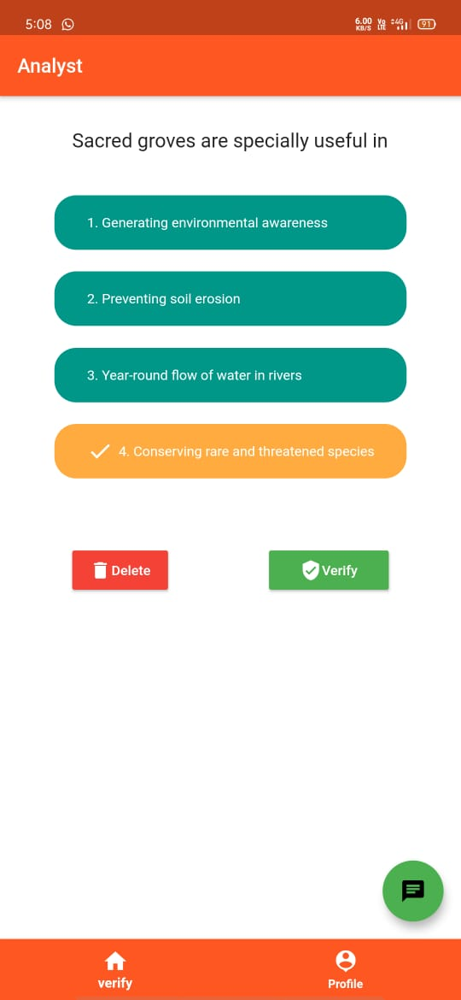 5:08
6.00 KB/S Vo LTE 4G 91
Analyst
Sacred groves are specially useful in
1. Generating environmental awareness
2. Preventing soil erosion
3. Year-round flow of water in rivers
4. Conserving rare and threatened species
Delete Verify
verify Profile